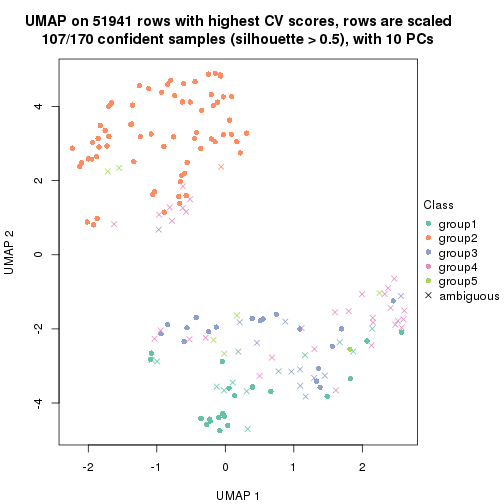 UMAP on 51941 rows with highest CV scores, rows are scaled
107/170 confident samples (silhouette > 0.5), with 10 PCs
4
2
0
-2
-4
UMAP 2
-2
-1
0
1
2
UMAP 1
Class
group1
group2
group3
group4
group5
ambiguous